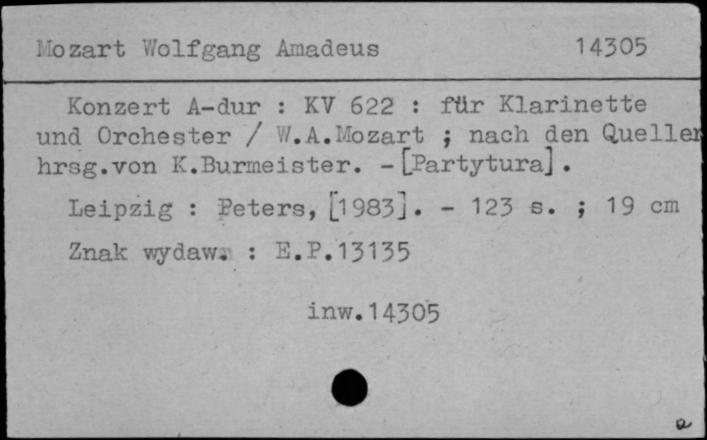 Mozart Wolfgang Amadeus 14305
Konzert A-dur : KV 622 : für Klarinette
und Orchester / W.A.Mozart ; nach den Quellen
hrsg.von K.Burmeister. - [Partytura].
Leipzig : Peters, [1983]. - 123 s. ; 19 cm
Znak wydaw. : E.P.13135
inw.14305
a